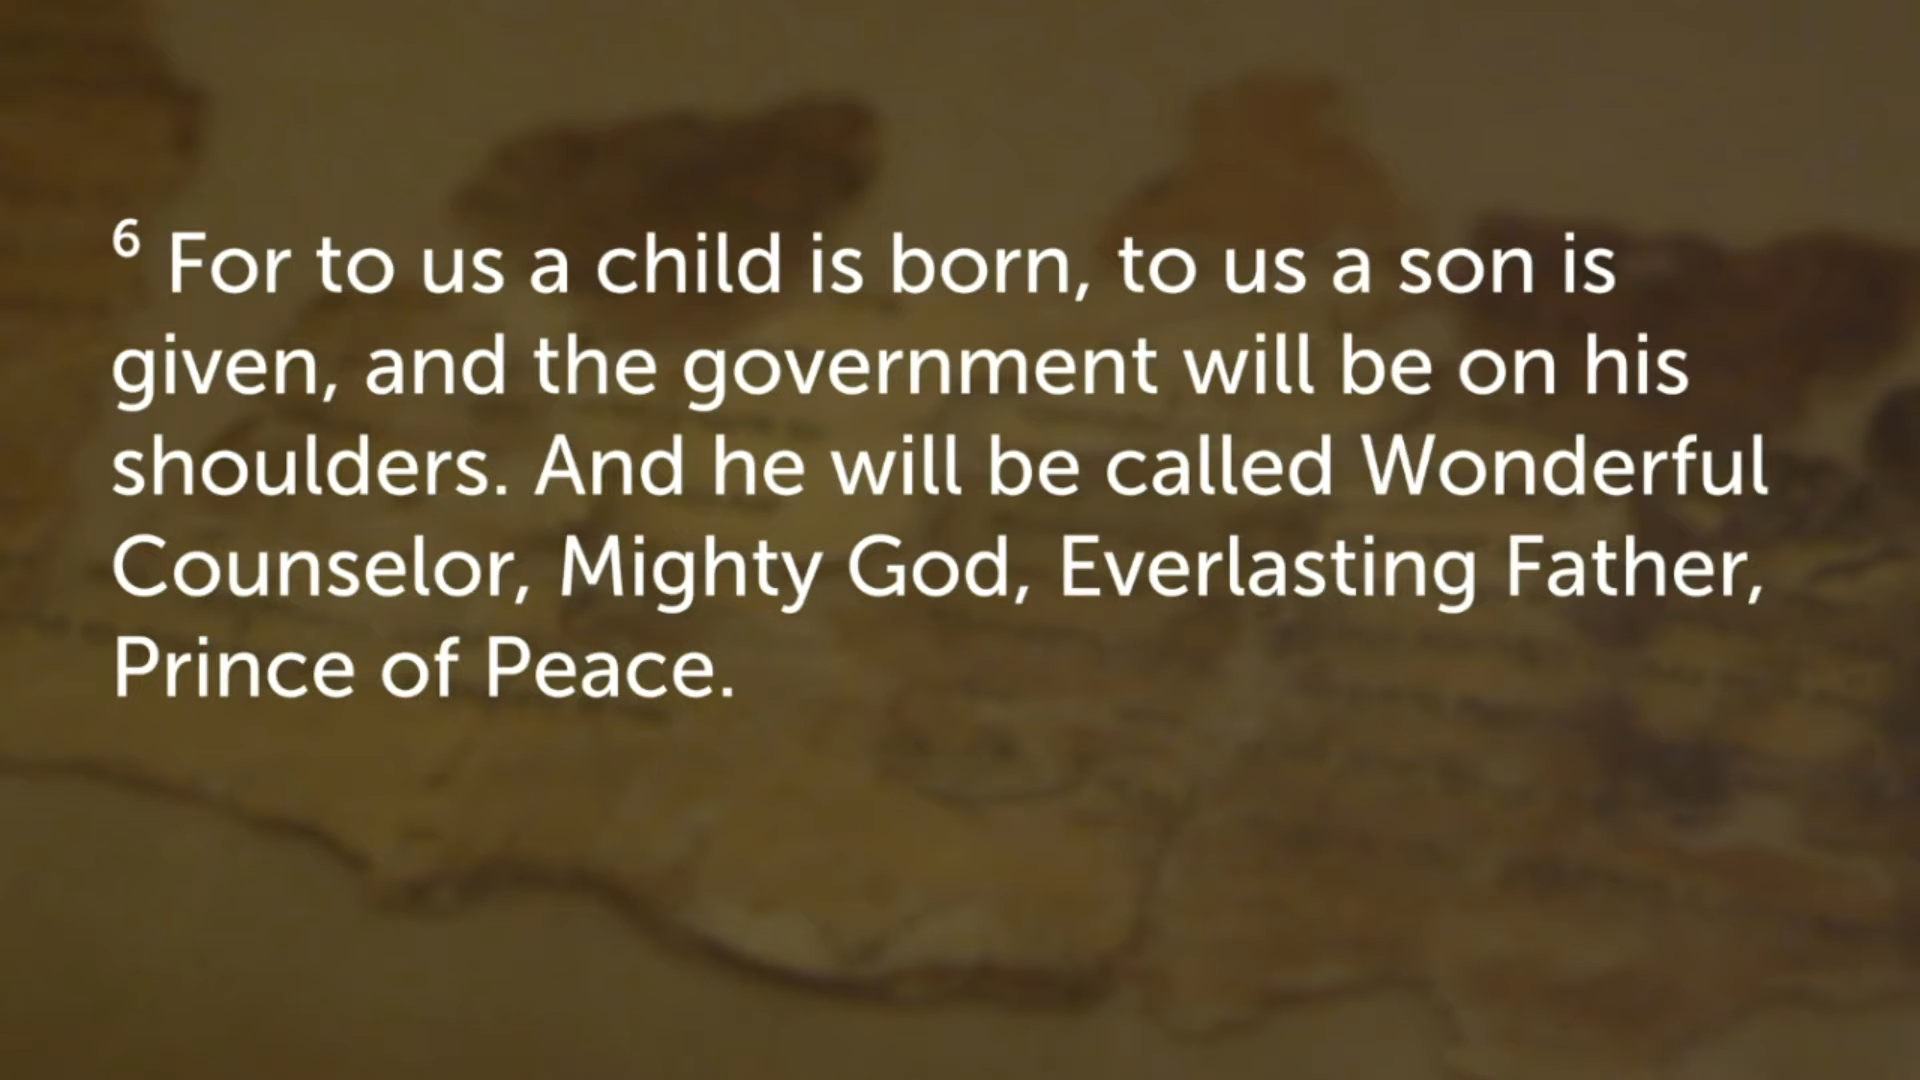 6 For to us a child is born, to us a son is
given, and the government will be on his
shoulders. And he will be called Wonderful
Counselor, Mighty God, Everlasting Father,
Prince of Peace.